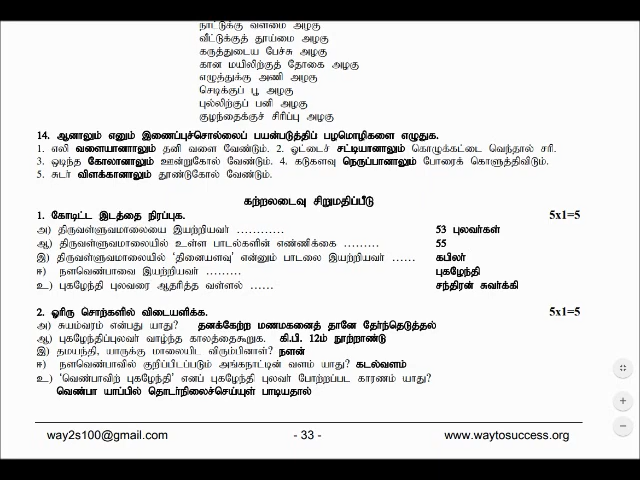 நாட்டுக்கு வளமை அழகு
வீட்டுக்குத் தூய்மை அழகு
கருத்துடைய பேச்சு அழகு
கான மயிலிற்குத் தோகை அழகு
எழுத்துக்கு அணி அழகு
செடிக்குப் பூ அழகு
புல்லிற்குப் பனி அழகு
குழந்தைக்குச் சிரிப்பு அழகு
14. ஆனாலும் எனும் இணைப்புச்சொல்லைப் பயன்படுத்திப் பழமொழிகளை எழுதுக.
1. எலி வளையானாலும் தனி வளை வேண்டும். 2. ஓட்டைச் சட்டியானாலும் கொழுக்கட்டை வெந்தால் சரி.
3. ஒடிந்த கோலானாலும் ஊன்றுகோல் வேண்டும். 4. கடுகளவு நெருப்பானாலும் போரைக் கொளுத்திவிடும்.
5. சுடர் விளக்கானாலும் தூண்டுகோல் வேண்டும்.
கற்றலடைவு சிறுமதிப்பீடு
1. கோடிட்ட இடத்தை நிரப்புக. 5x1=5
அ) திருவள்ளுவமாலையை இயற்றியவர் ............ 53 புலவர்கள்
ஆ) திருவள்ளுவமாலையில் உள்ள பாடல்களின் எண்ணிக்கை ......... 55
இ) திருவள்ளுவமாலையில் ‘தினையளவு’ என்னும் பாடலை இயற்றியவர் ...... கபிலர்
ஈ) நளவெண்பாவை இயற்றியவர் ......... புகழேந்தி
உ) புகழேந்தி புலவரை ஆதரித்த வள்ளல் ...... சந்திரன் சுவர்க்கி
2. ஓரிரு சொற்களில் விடையளிக்க. 5x1=5
அ) சுயம்வரம் என்பது யாது? தனக்கேற்ற மணமகனைத் தானே தேர்ந்தெடுத்தல்
ஆ) புகழேந்திப்புலவர் வாழ்ந்த காலத்தைகூறுக. கி.பி. 12ம் நூற்றாண்டு
இ) தமயந்தி, யாருக்கு மாலையிட விரும்பினாள்? நளன்
ஈ) நளவெண்பாவில் குறிப்பிடப்படும் அங்கநாட்டின் வளம் யாது? கடல்வளம்
உ) ‘வெண்பாவிற் புகழேந்தி’ எனப் புகழேந்தி புலவர் போற்றப்பட காரணம் யாது?
வெண்பா யாப்பில் தொடர்நிலைச்செய்யுள் பாடியதால்
way2s100@gmail.com - 33 - www.waytosuccess.org